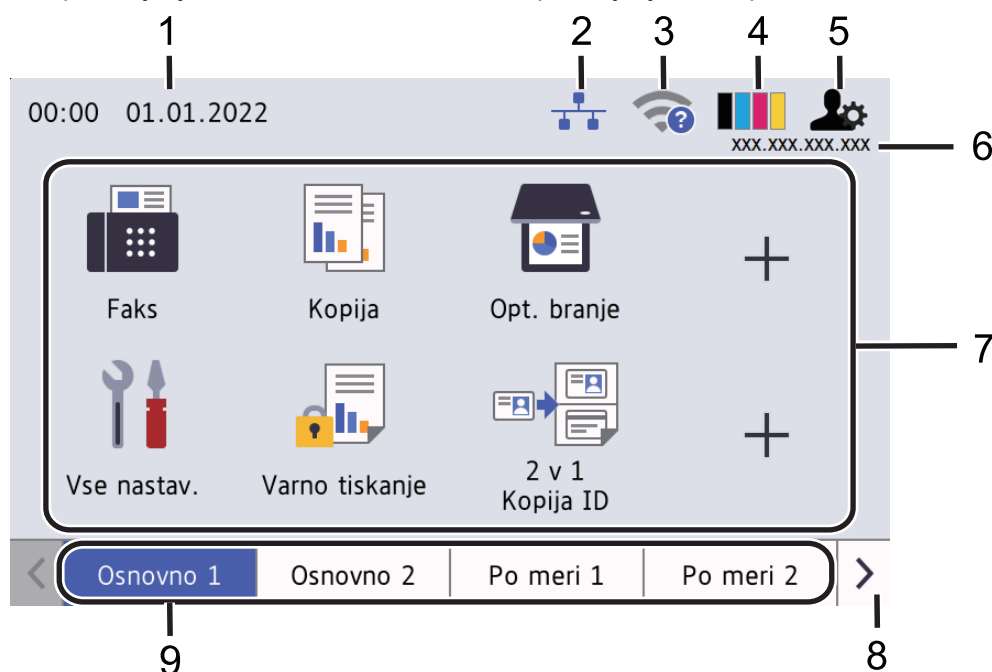 1 2 3 4 5
00:00 01.01.2022
?
XXX.XXX.XXX.XXX
6
Faks Kopija Opt. branje
7
Vse nastav. Varno tiskanje 2 v 1
Kopija ID
Osnovno 1 Osnovno 2 Po meri 1 Po meri 2
9 8